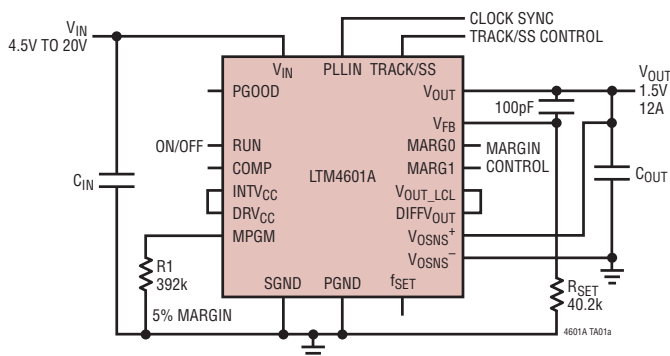 CLOCK SYNC
TRACK/SS CONTROL
VIN
4.5V TO 20V
VIN
PLLIN
TRACK/SS
PGOOD
VOUT
VOUT
1.5V
12A
100pF
VFB
ON/OFF
RUN
MARG0
MARGIN
CONTROL
COMP
LTM4601A
MARG1
CIN
INTVCC
VOUT_LCL
COUT
DRVCC
DIFFVOUT
MPGM
VOSNS+
VOSNS–
R1
392k
SGND
PGND
fSET
RSET
40.2k
5% MARGIN
4601A TA01a